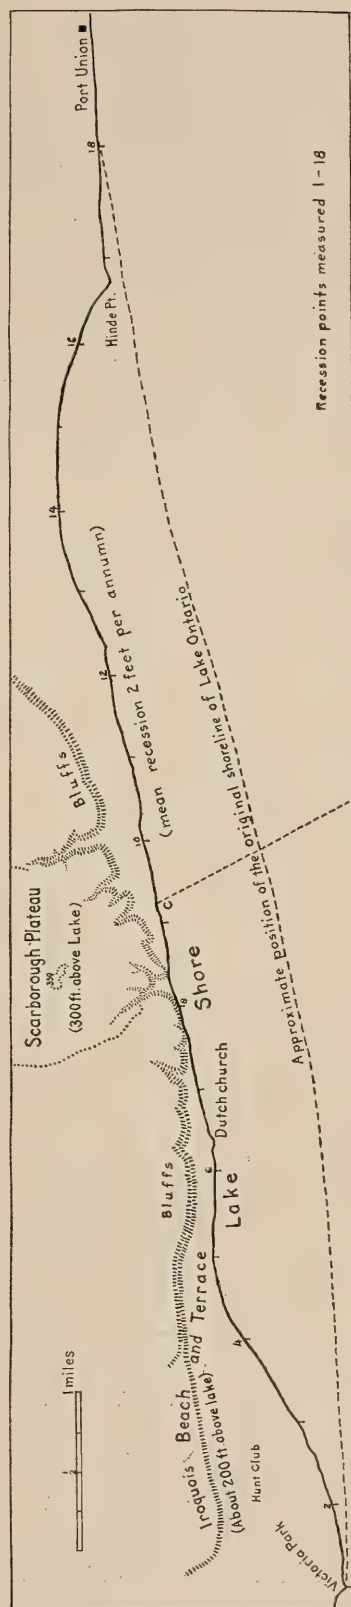 Port Union
18
Hinde Pt.
16
14
12
10
8
6
4
2
Recession points measured 1-18
(mean recession 2 feet per annumn)
Bluffs
Scarborough Plateau
350
(300 ft. above Lake)
C
Approximate position of the original shoreline of Lake Ontario
Lake Shore
Dutch church
Bluffs
Iroquois Beach
and Terrace
(About 200 ft. above lake)
Hunt Club
Victoria Park
1 miles